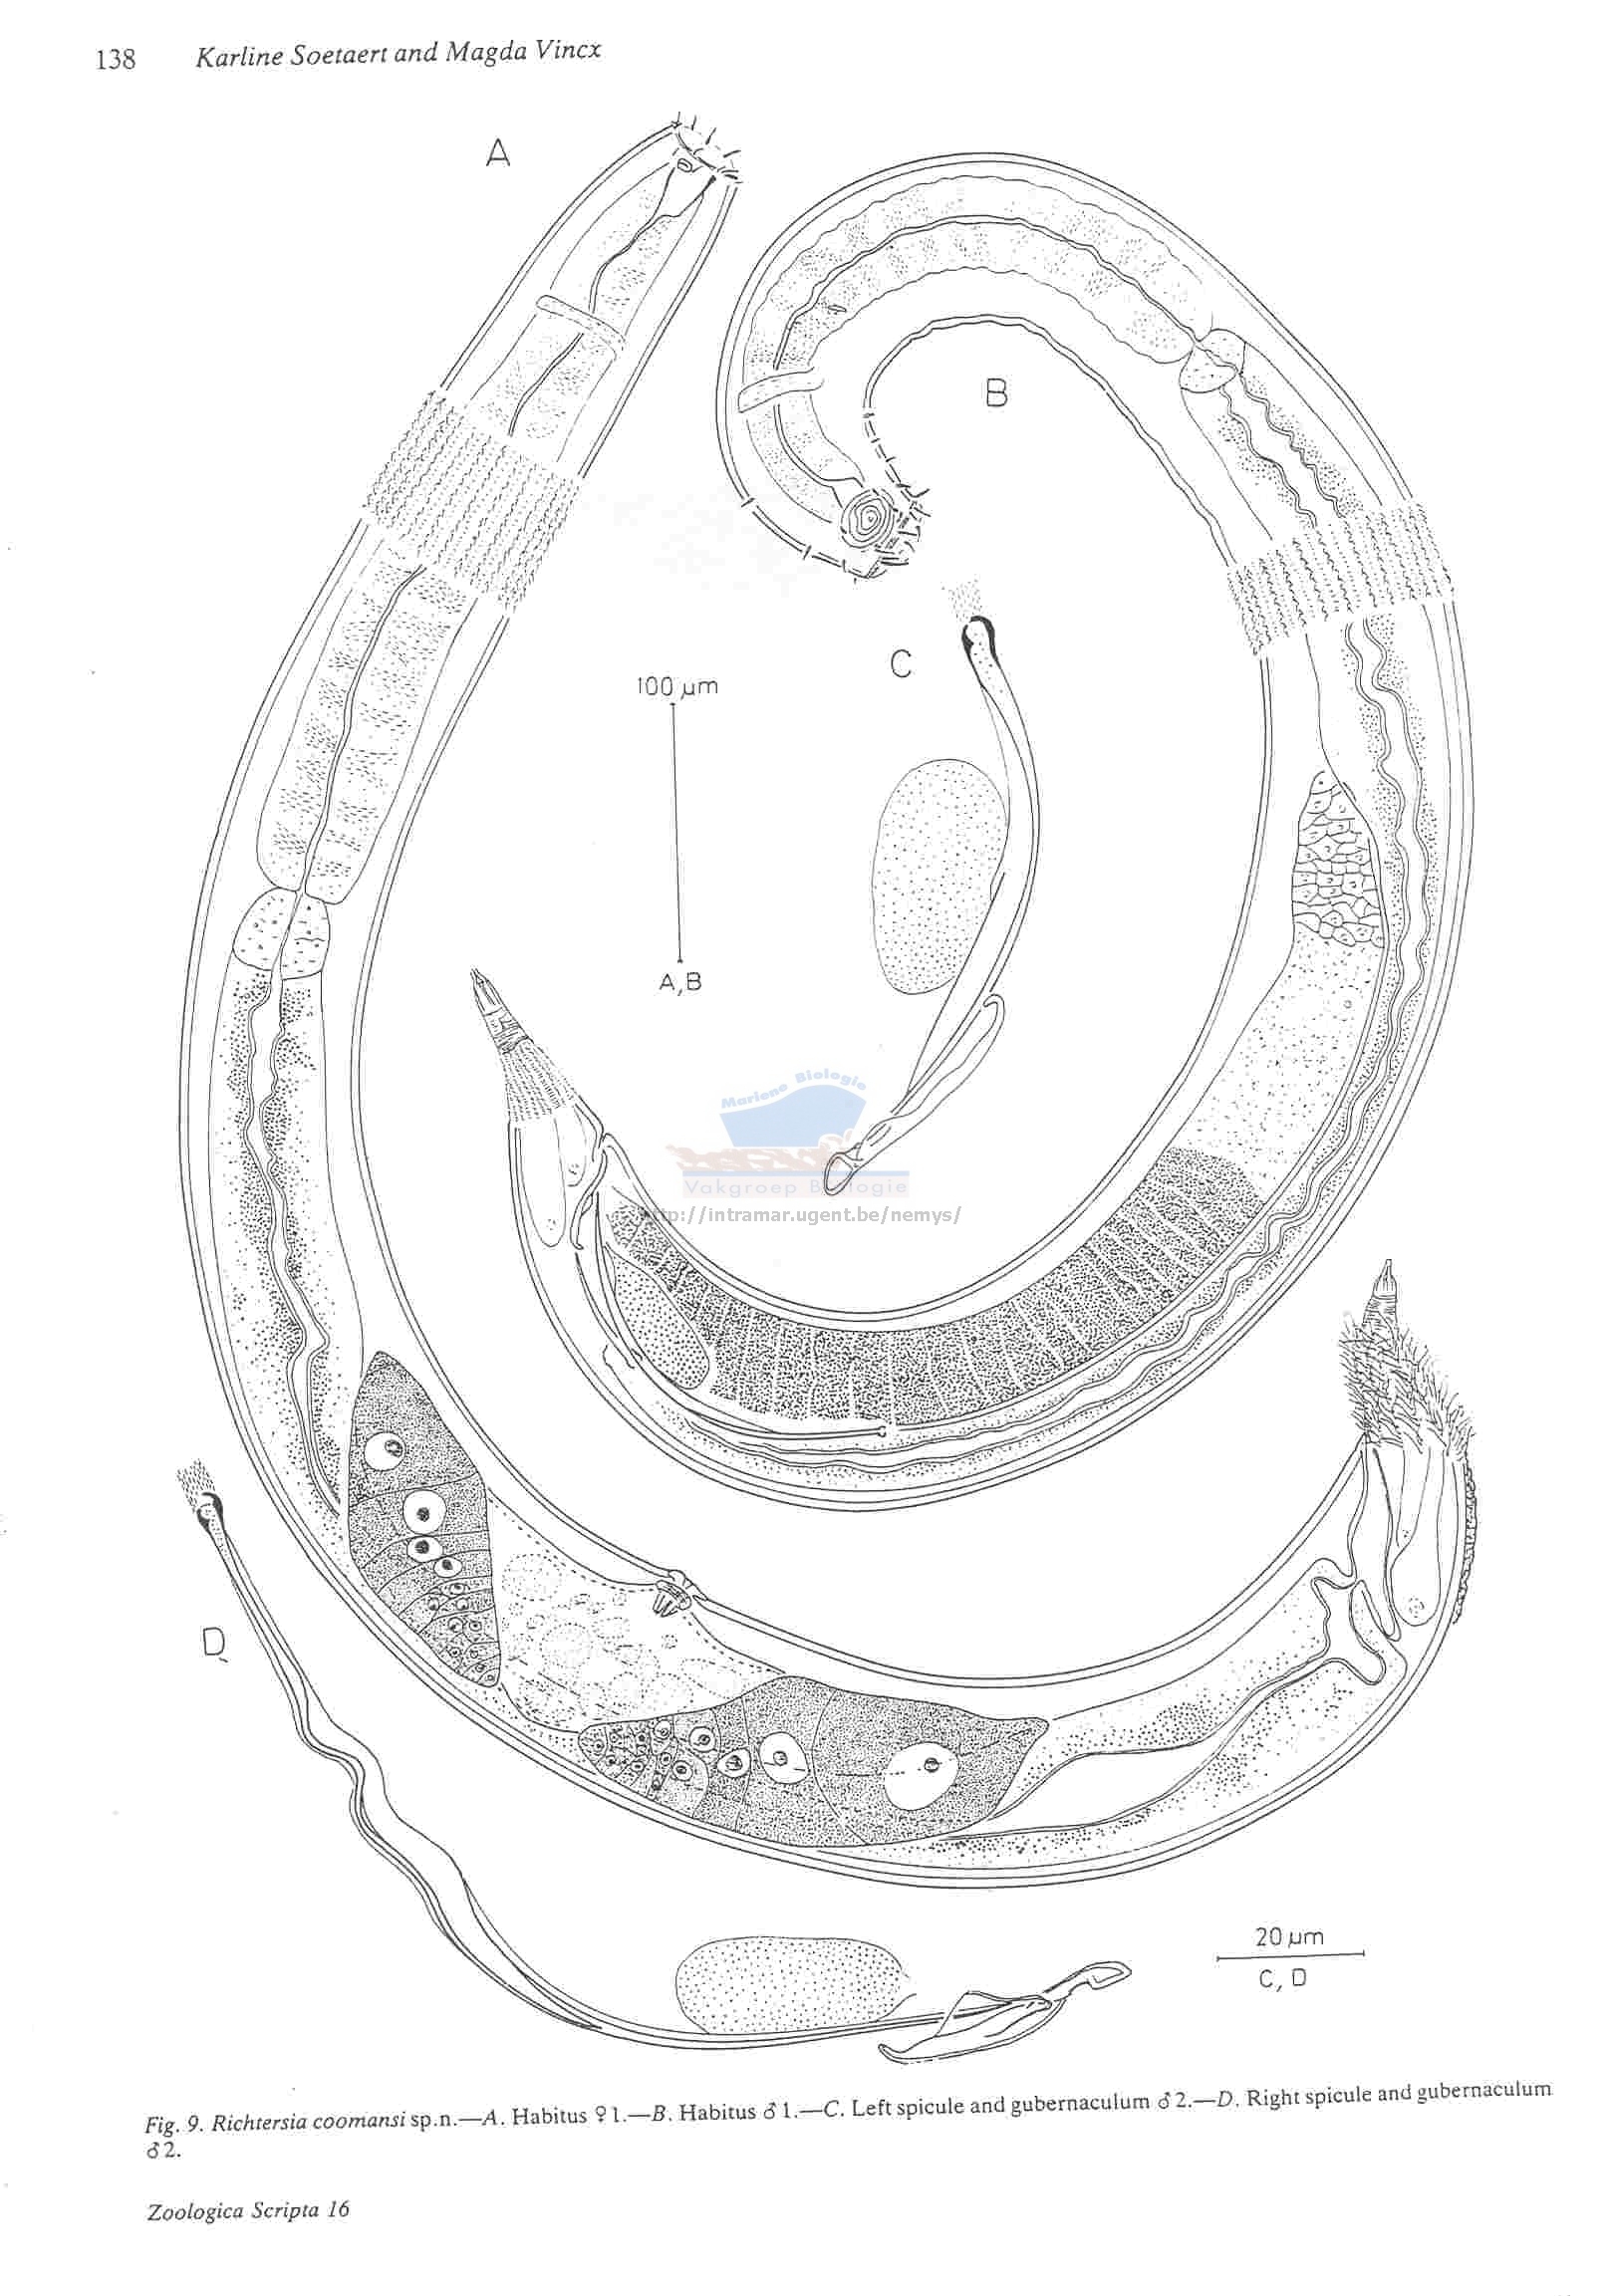 138 Karline Soetaert and Magda Vincx
A
B
C
100 µm
A,B
Mariene Biologie
Vakgroep Biologie
http://intramar.ugent.be/nemys/
D
20 µm
C, D
Fig. 9. Richtersia coomansi sp.n.—A. Habitus ♀1.—B. Habitus ♂1.—C. Left spicule and gubernaculum ♂2.—D. Right spicule and gubernaculum
♂2.
Zoologica Scripta 16